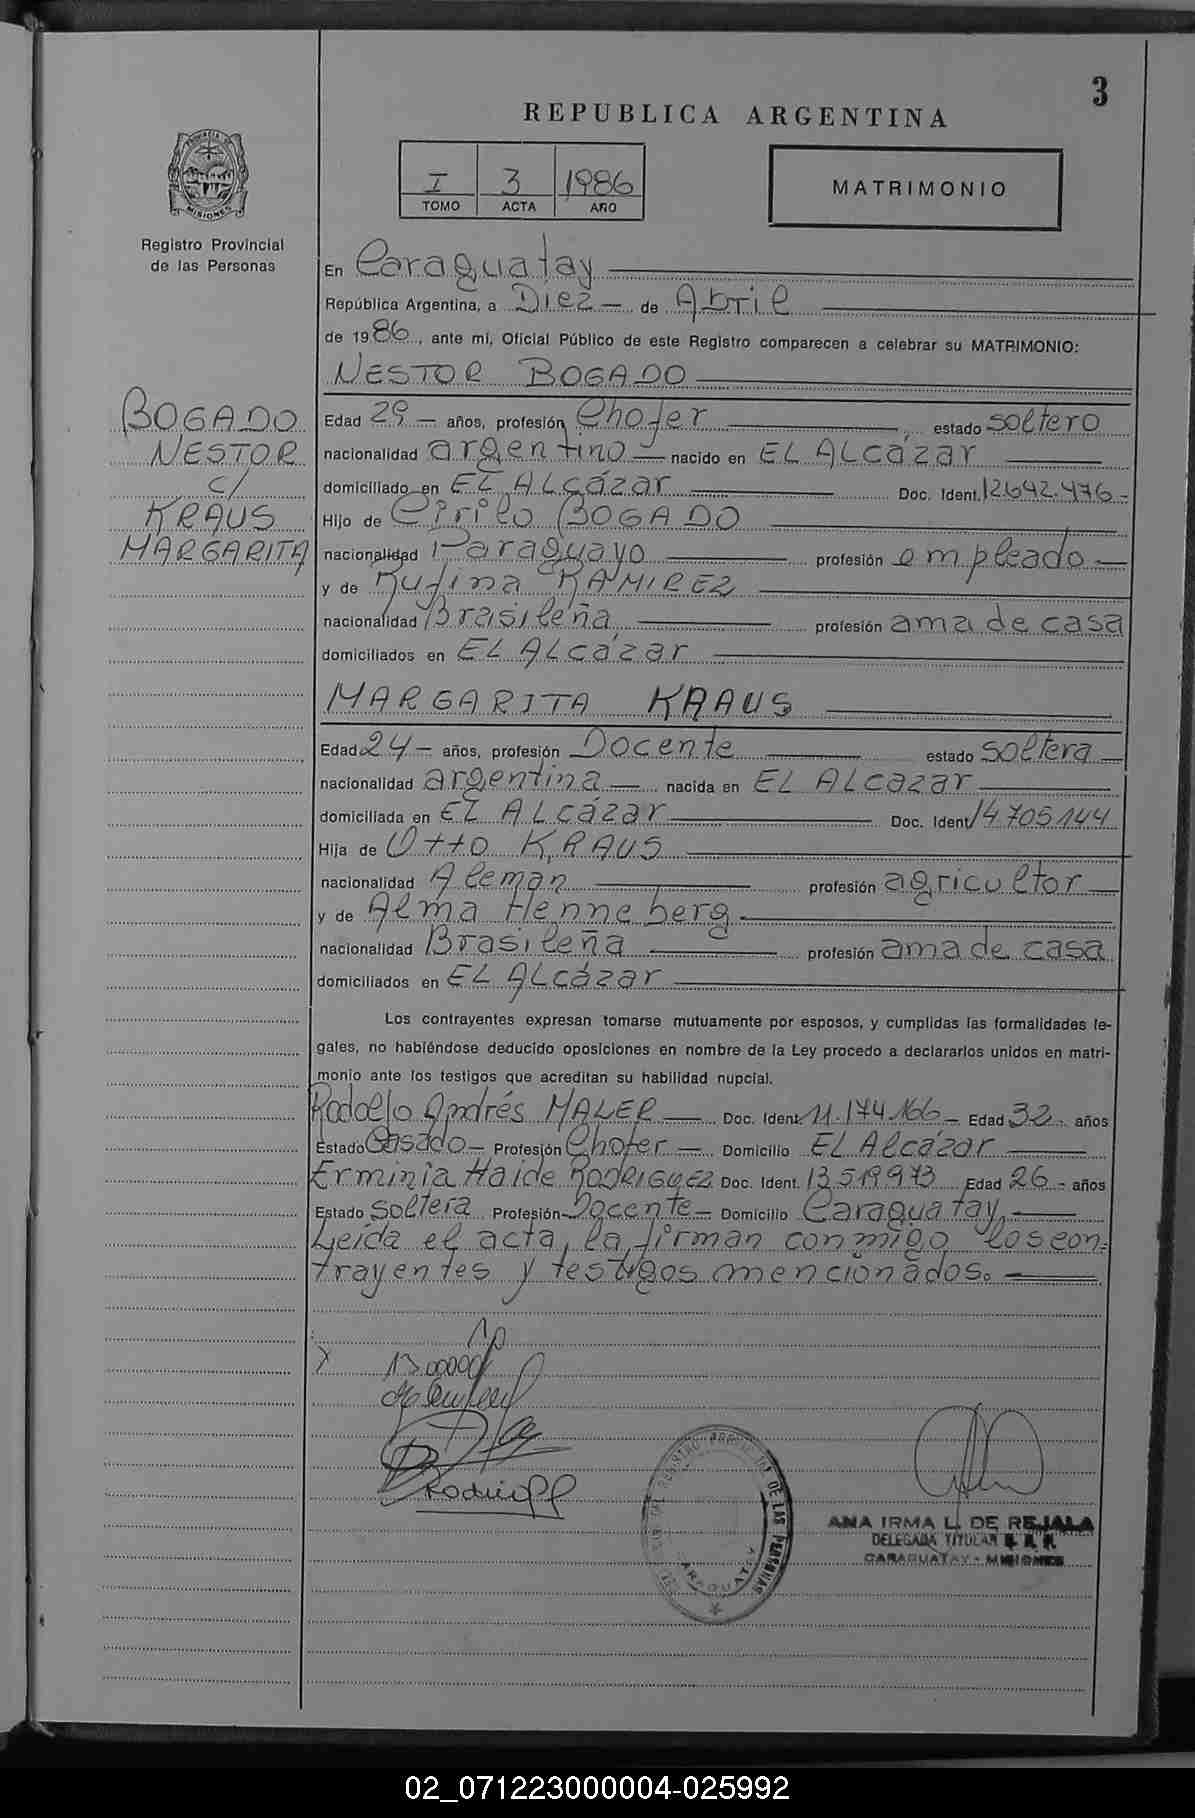 3
REPUBLICA ARGENTINA
PROVINCIA D
MISIONES
Registro Provincial
de las Personas
I 3 1986
TOMO ACTA AÑO
MATRIMONIO
En Caraguatay
República Argentina, a Diez de Abril
de 1986, ante mí, Oficial Público de este Registro comparecen a celebrar su MATRIMONIO:
NESTOR BOGADO
BOGADO
NESTOR
c/
KRAUS
MARGARITA
Edad 29 — años, profesión Chofer estado soltero
nacionalidad argentino — nacido en EL ALCázar
domiciliado en EL ALCázar Doc. Ident. 12.642.476-
Hijo de Cirilo BOGADO
nacionalidad Paraguayo profesión empleado
y de Rufina RAMIREZ
nacionalidad Brasileña profesión ama de casa
domiciliados en EL ALCázar
MARGARITA KRAUS
Edad 24 — años, profesión Docente estado soltera
nacionalidad argentina — nacida en EL ALCazar
domiciliada en EL ALCázar Doc. Ident 14.705.144
Hija de Otto KRAUS
nacionalidad Aleman profesión agricultor
y de Alma Henneberg
nacionalidad Brasileña profesión ama de casa
domiciliados en EL ALCázar
Los contrayentes expresan tomarse mutuamente por esposos, y cumplidas las formalidades le-
gales, no habiéndose deducido oposiciones en nombre de la Ley procedo a declararlos unidos en matri-
monio ante los testigos que acreditan su habilidad nupcial.
Rodolfo Andrés MALER — Doc. Ident. 11.174.166 — Edad 32 - años
Estado Casado — Profesión Chofer — Domicilio EL Alcázar
Erminia Haide RODRIGUEZ Doc. Ident. 13.519.973 Edad 26 - años
Estado Soltera Profesión Docente — Domicilio Caraguatay
Leída el acta, la firman conmigo los con=
trayentes y testigos mencionados.
ANA IRMA L. DE REJALA
DELEGADA TITULAR
CARAGUATAY - MISIONES
02_071223000004-025992